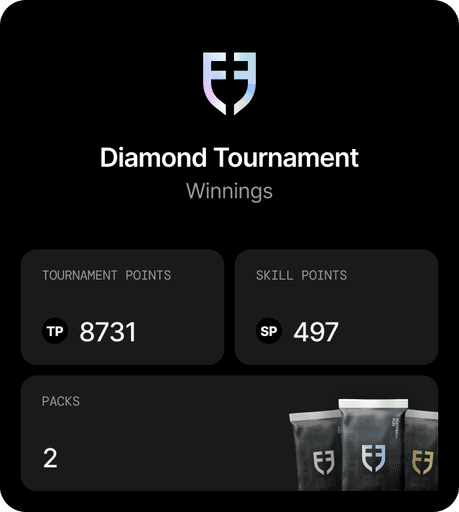 Diamond Tournament
Winnings
TOURNAMENT POINTS
SKILL POINTS
TP 8731
SP 497
PACKS
2